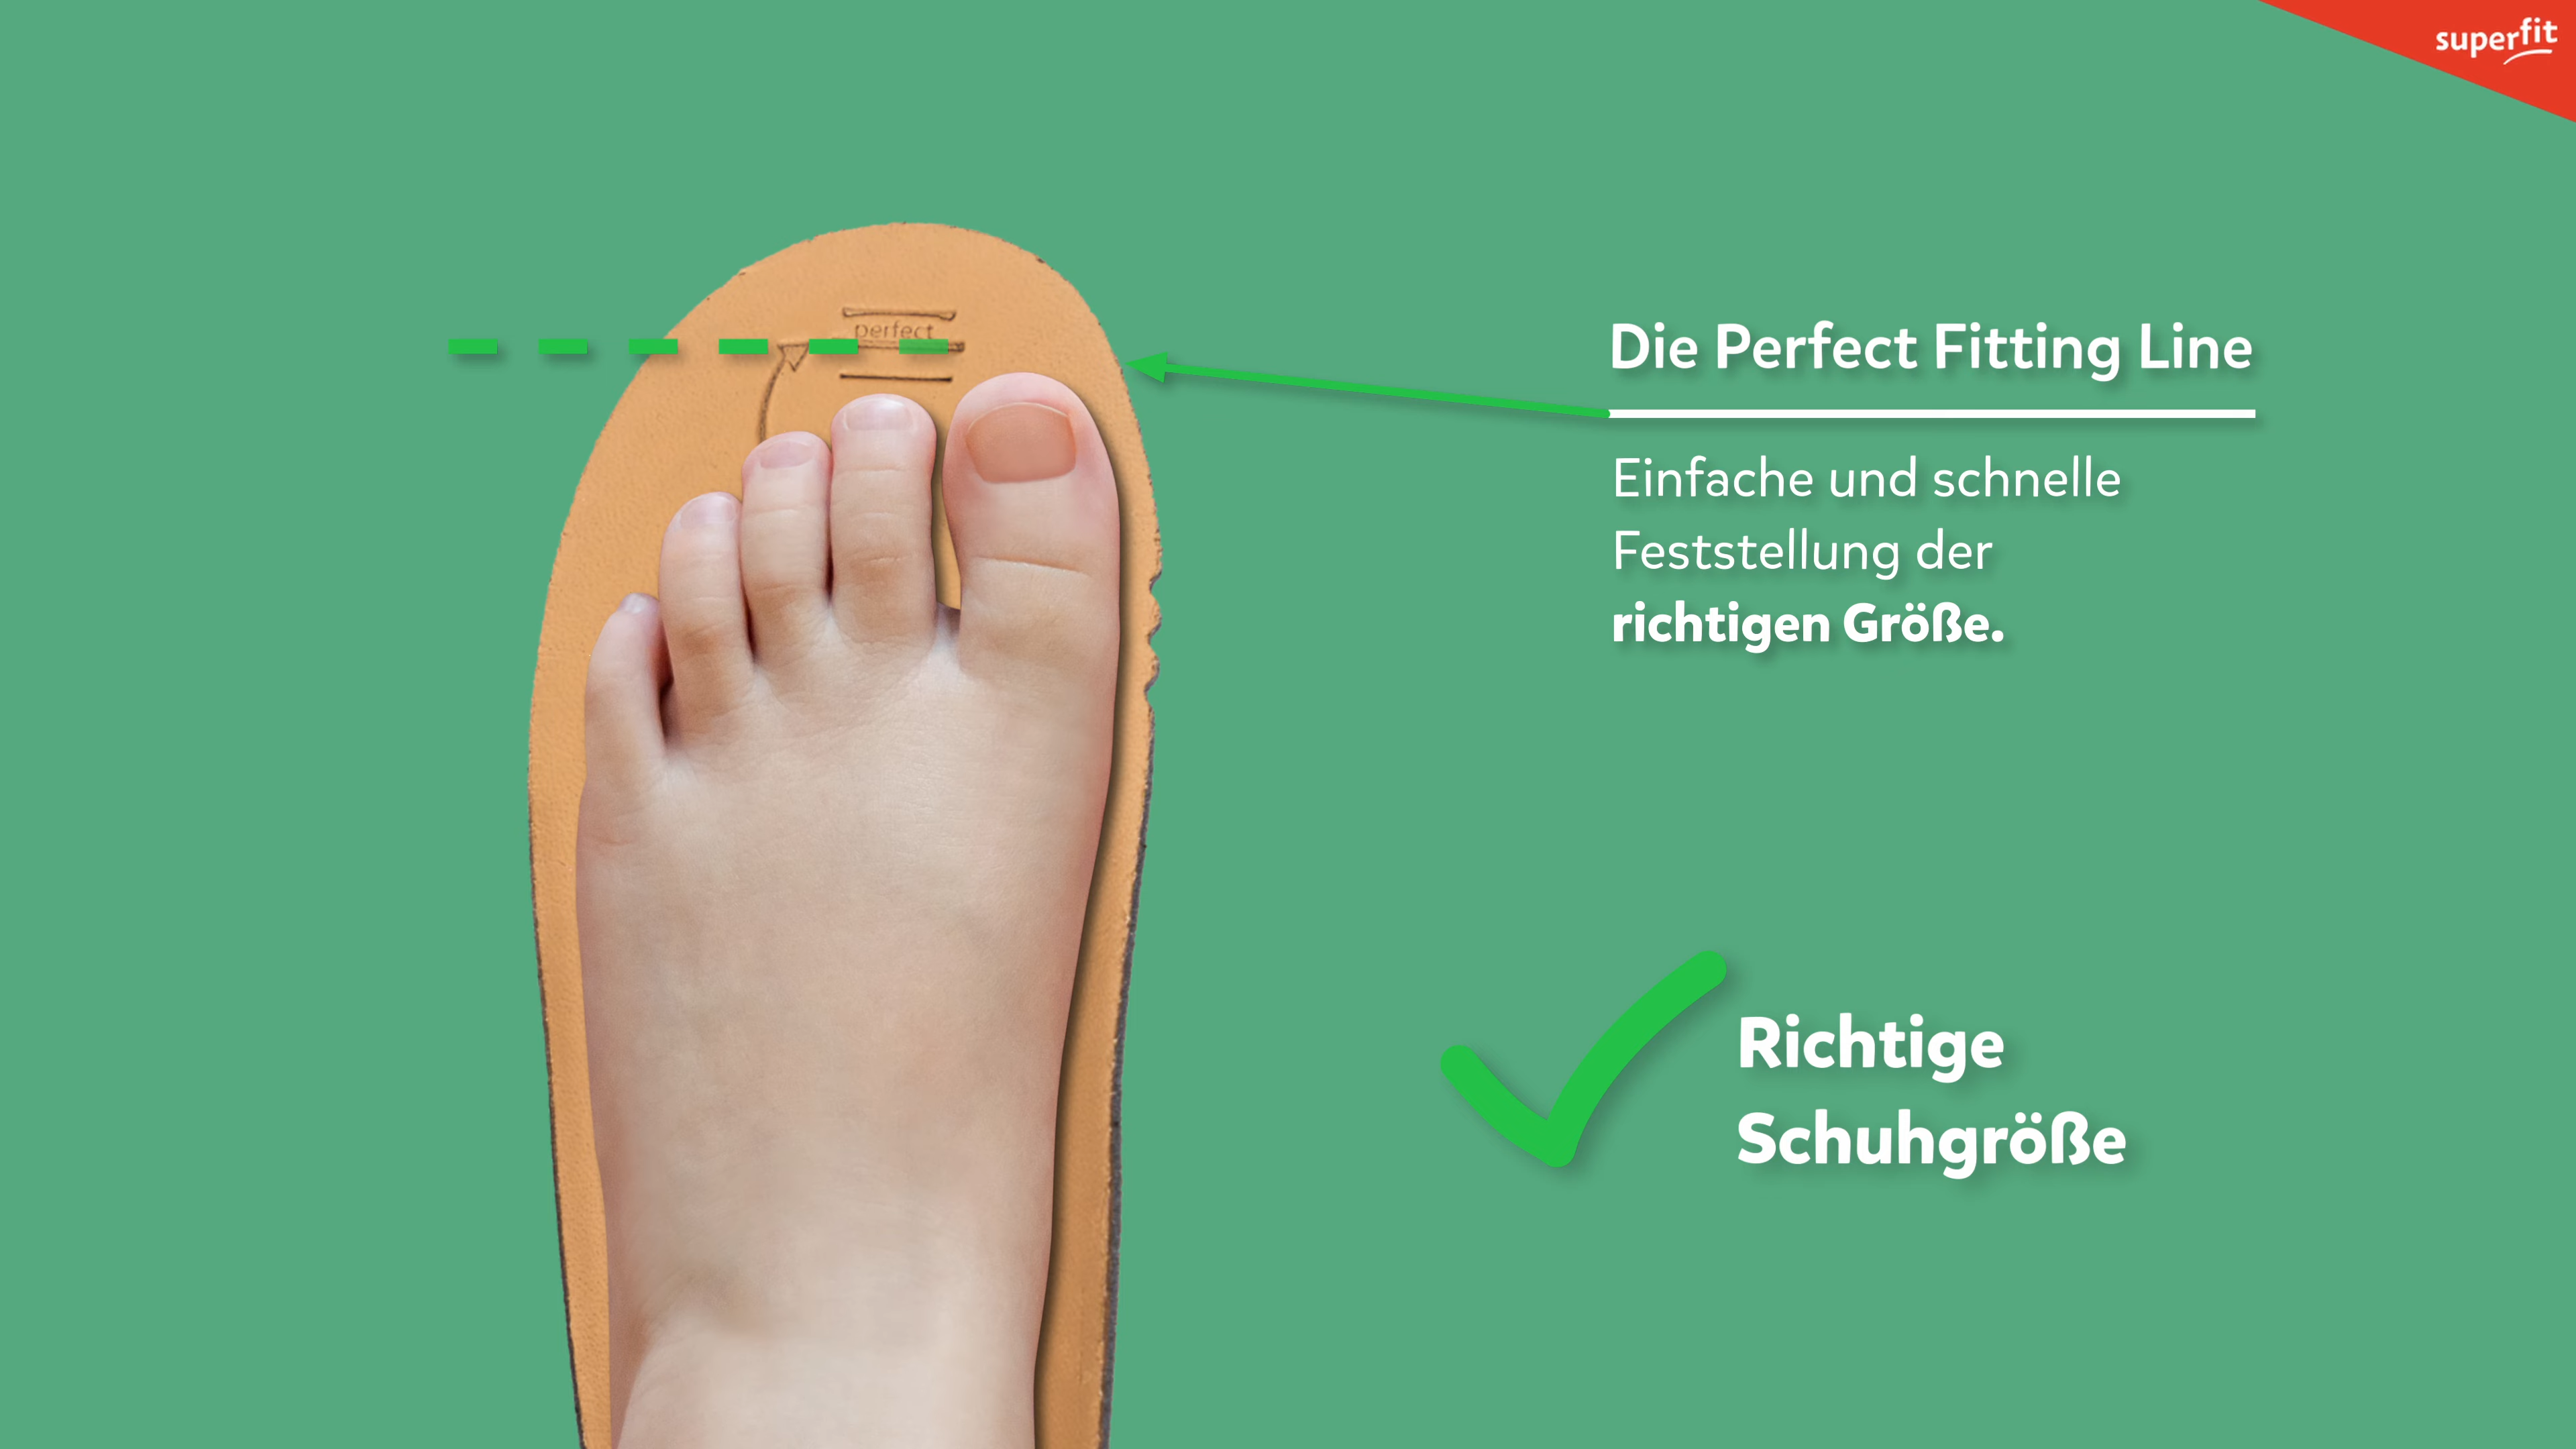 superfit
perfect
Die Perfect Fitting Line
Einfache und schnelle
Feststellung der
richtigen Größe.
Richtige
Schuhgröße